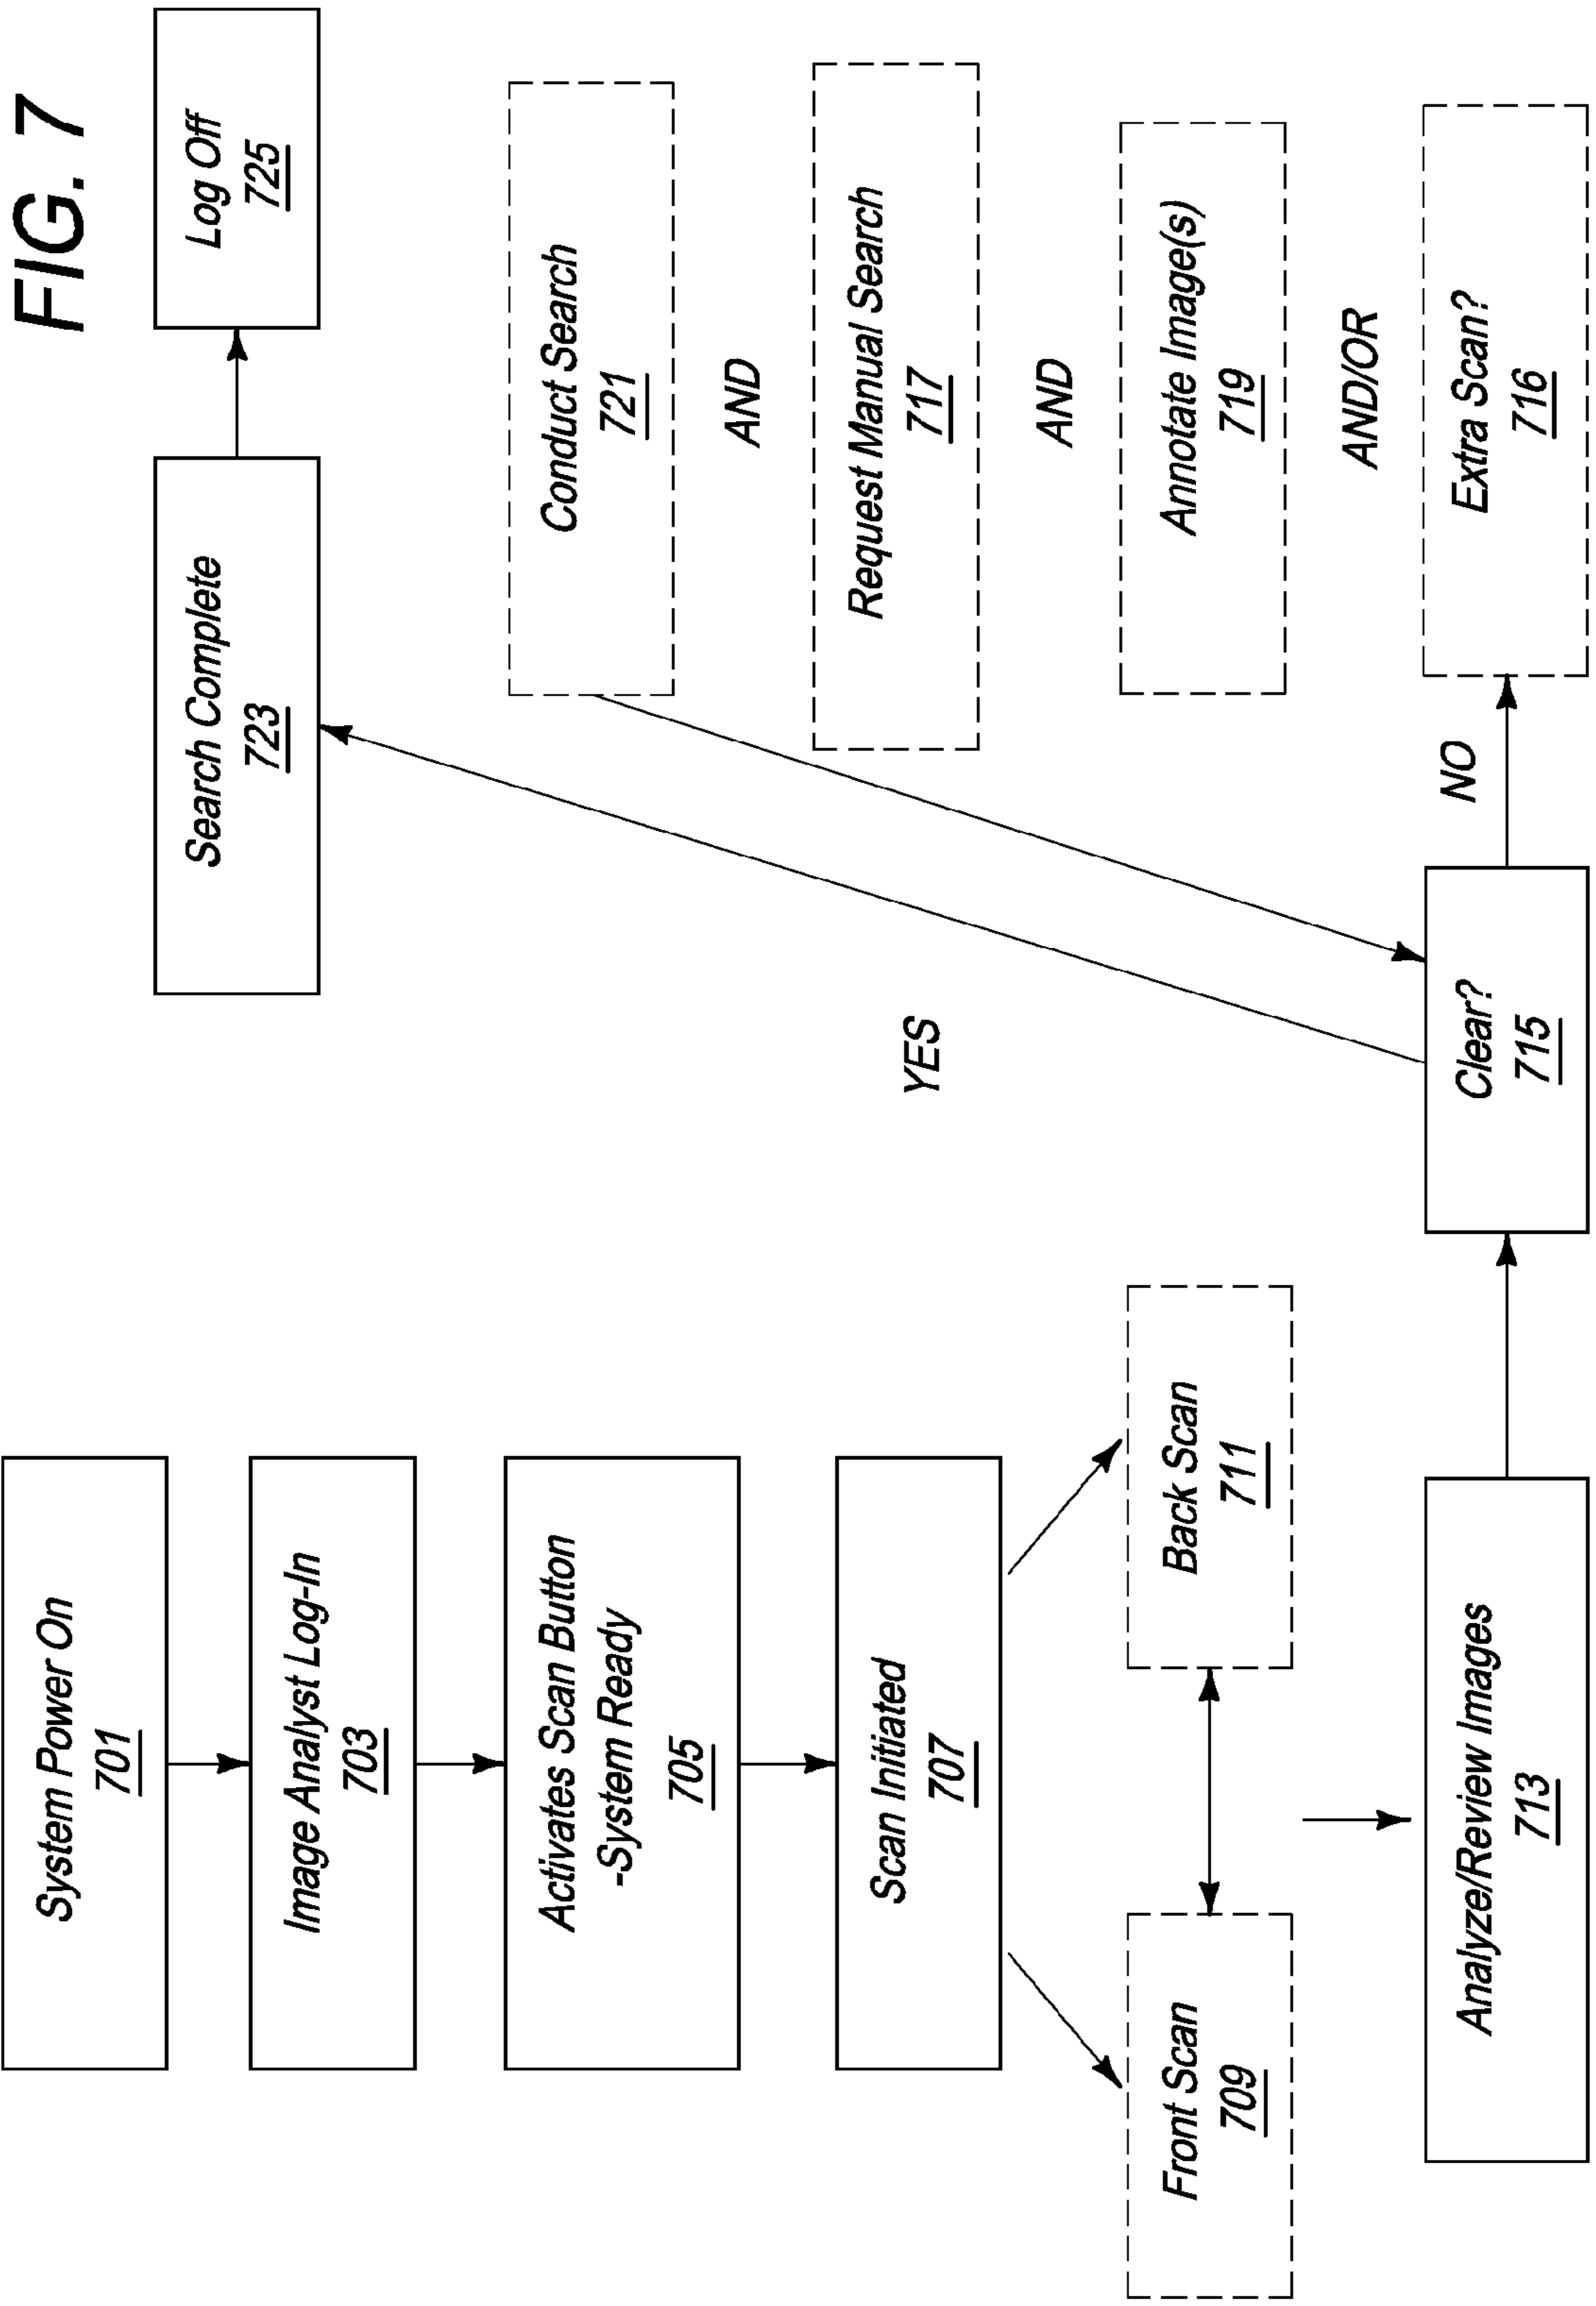 FIG. 7
System Power On
701
Image Analyst Log-In
703
Activates Scan Button
-System Ready
705
Scan Initiated
707
Front Scan
709
Back Scan
711
Analyze/Review Images
713
Clear?
715
YES
NO
Search Complete
723
Log Off
725
Conduct Search
721
AND
Request Manual Search
717
AND
Annotate Image(s)
719
AND/OR
Extra Scan?
716